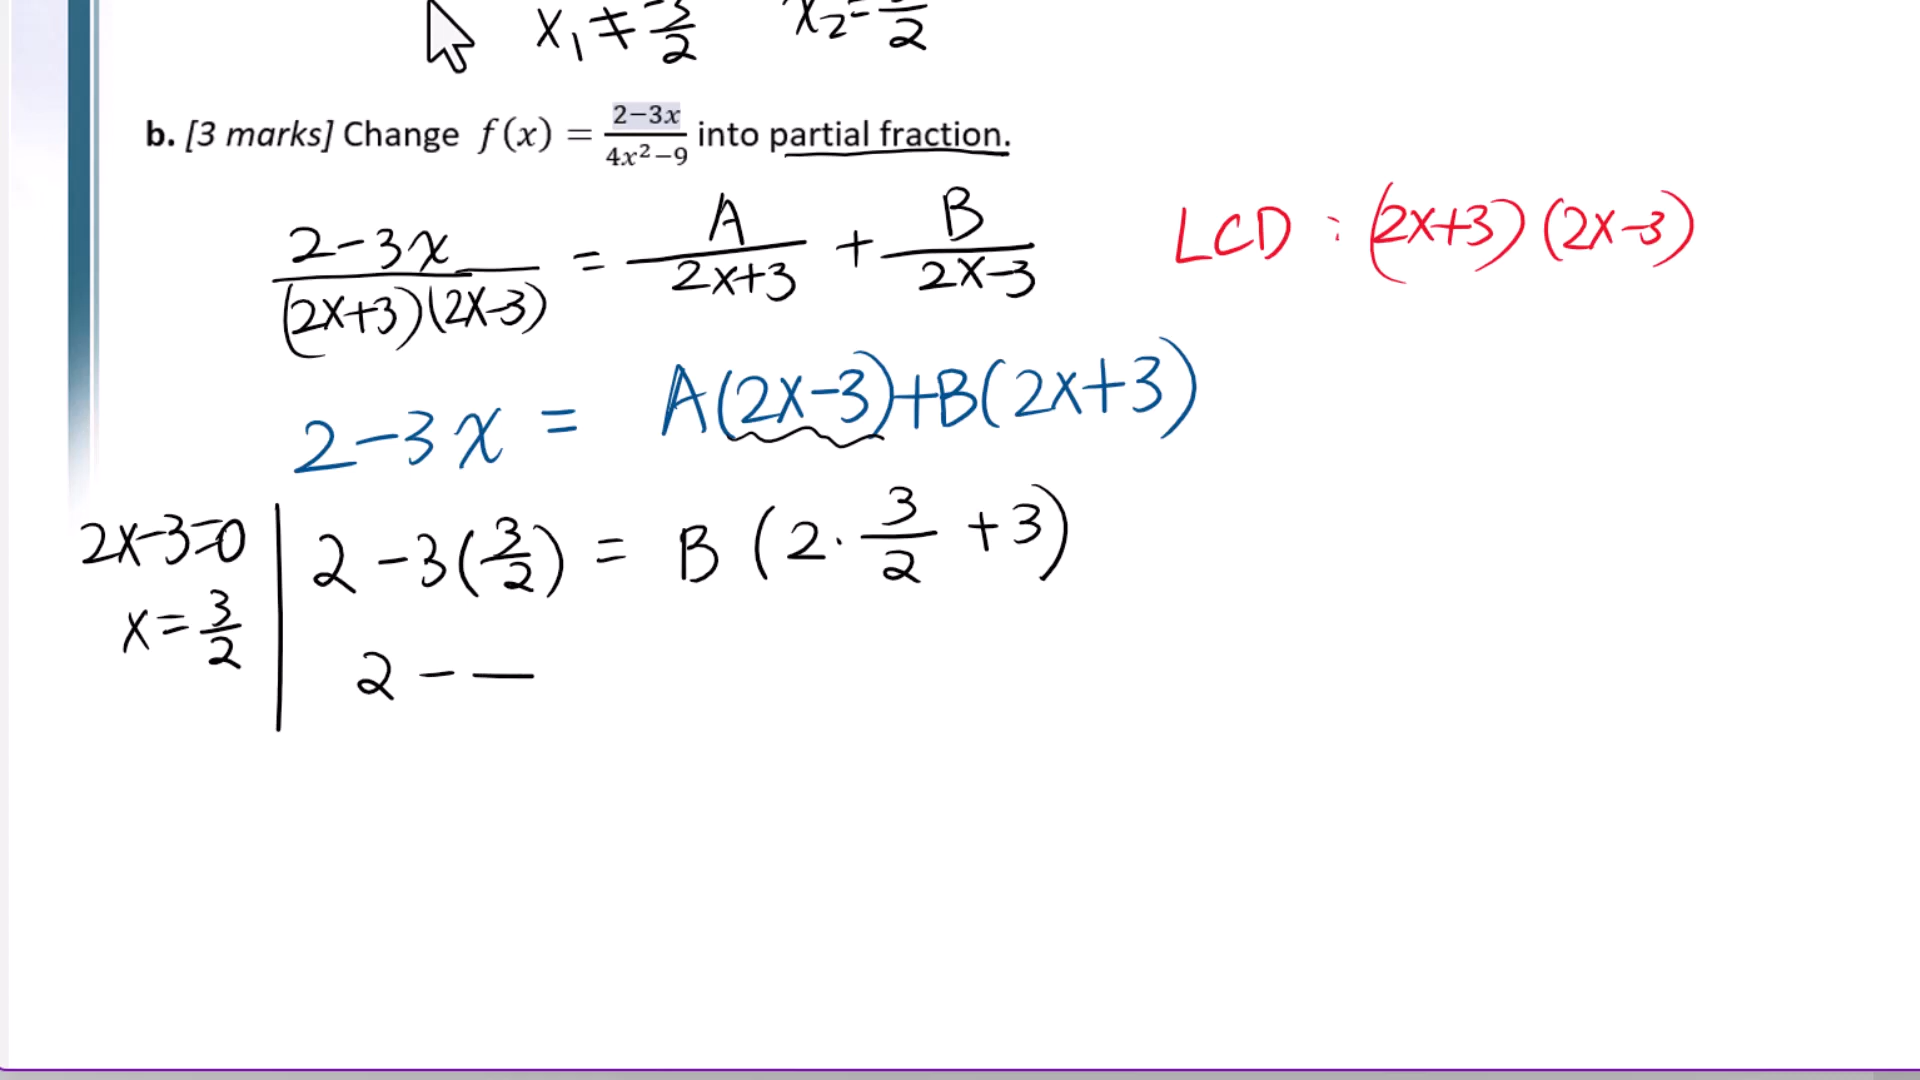 x₁ ≠ -3/2 x₂ = /2
b. [3 marks] Change f(x) = (2−3x)/(4x²−9) into partial fraction.
(2-3x)/((2x+3)(2x-3)) = A/(2x+3) + B/(2x-3) LCD : (2x+3)(2x-3)
2-3x = A(2x-3)+B(2x+3)
2x-3=0 | 2-3(3/2) = B(2·3/2 +3)
x=3/2 | 2 - —